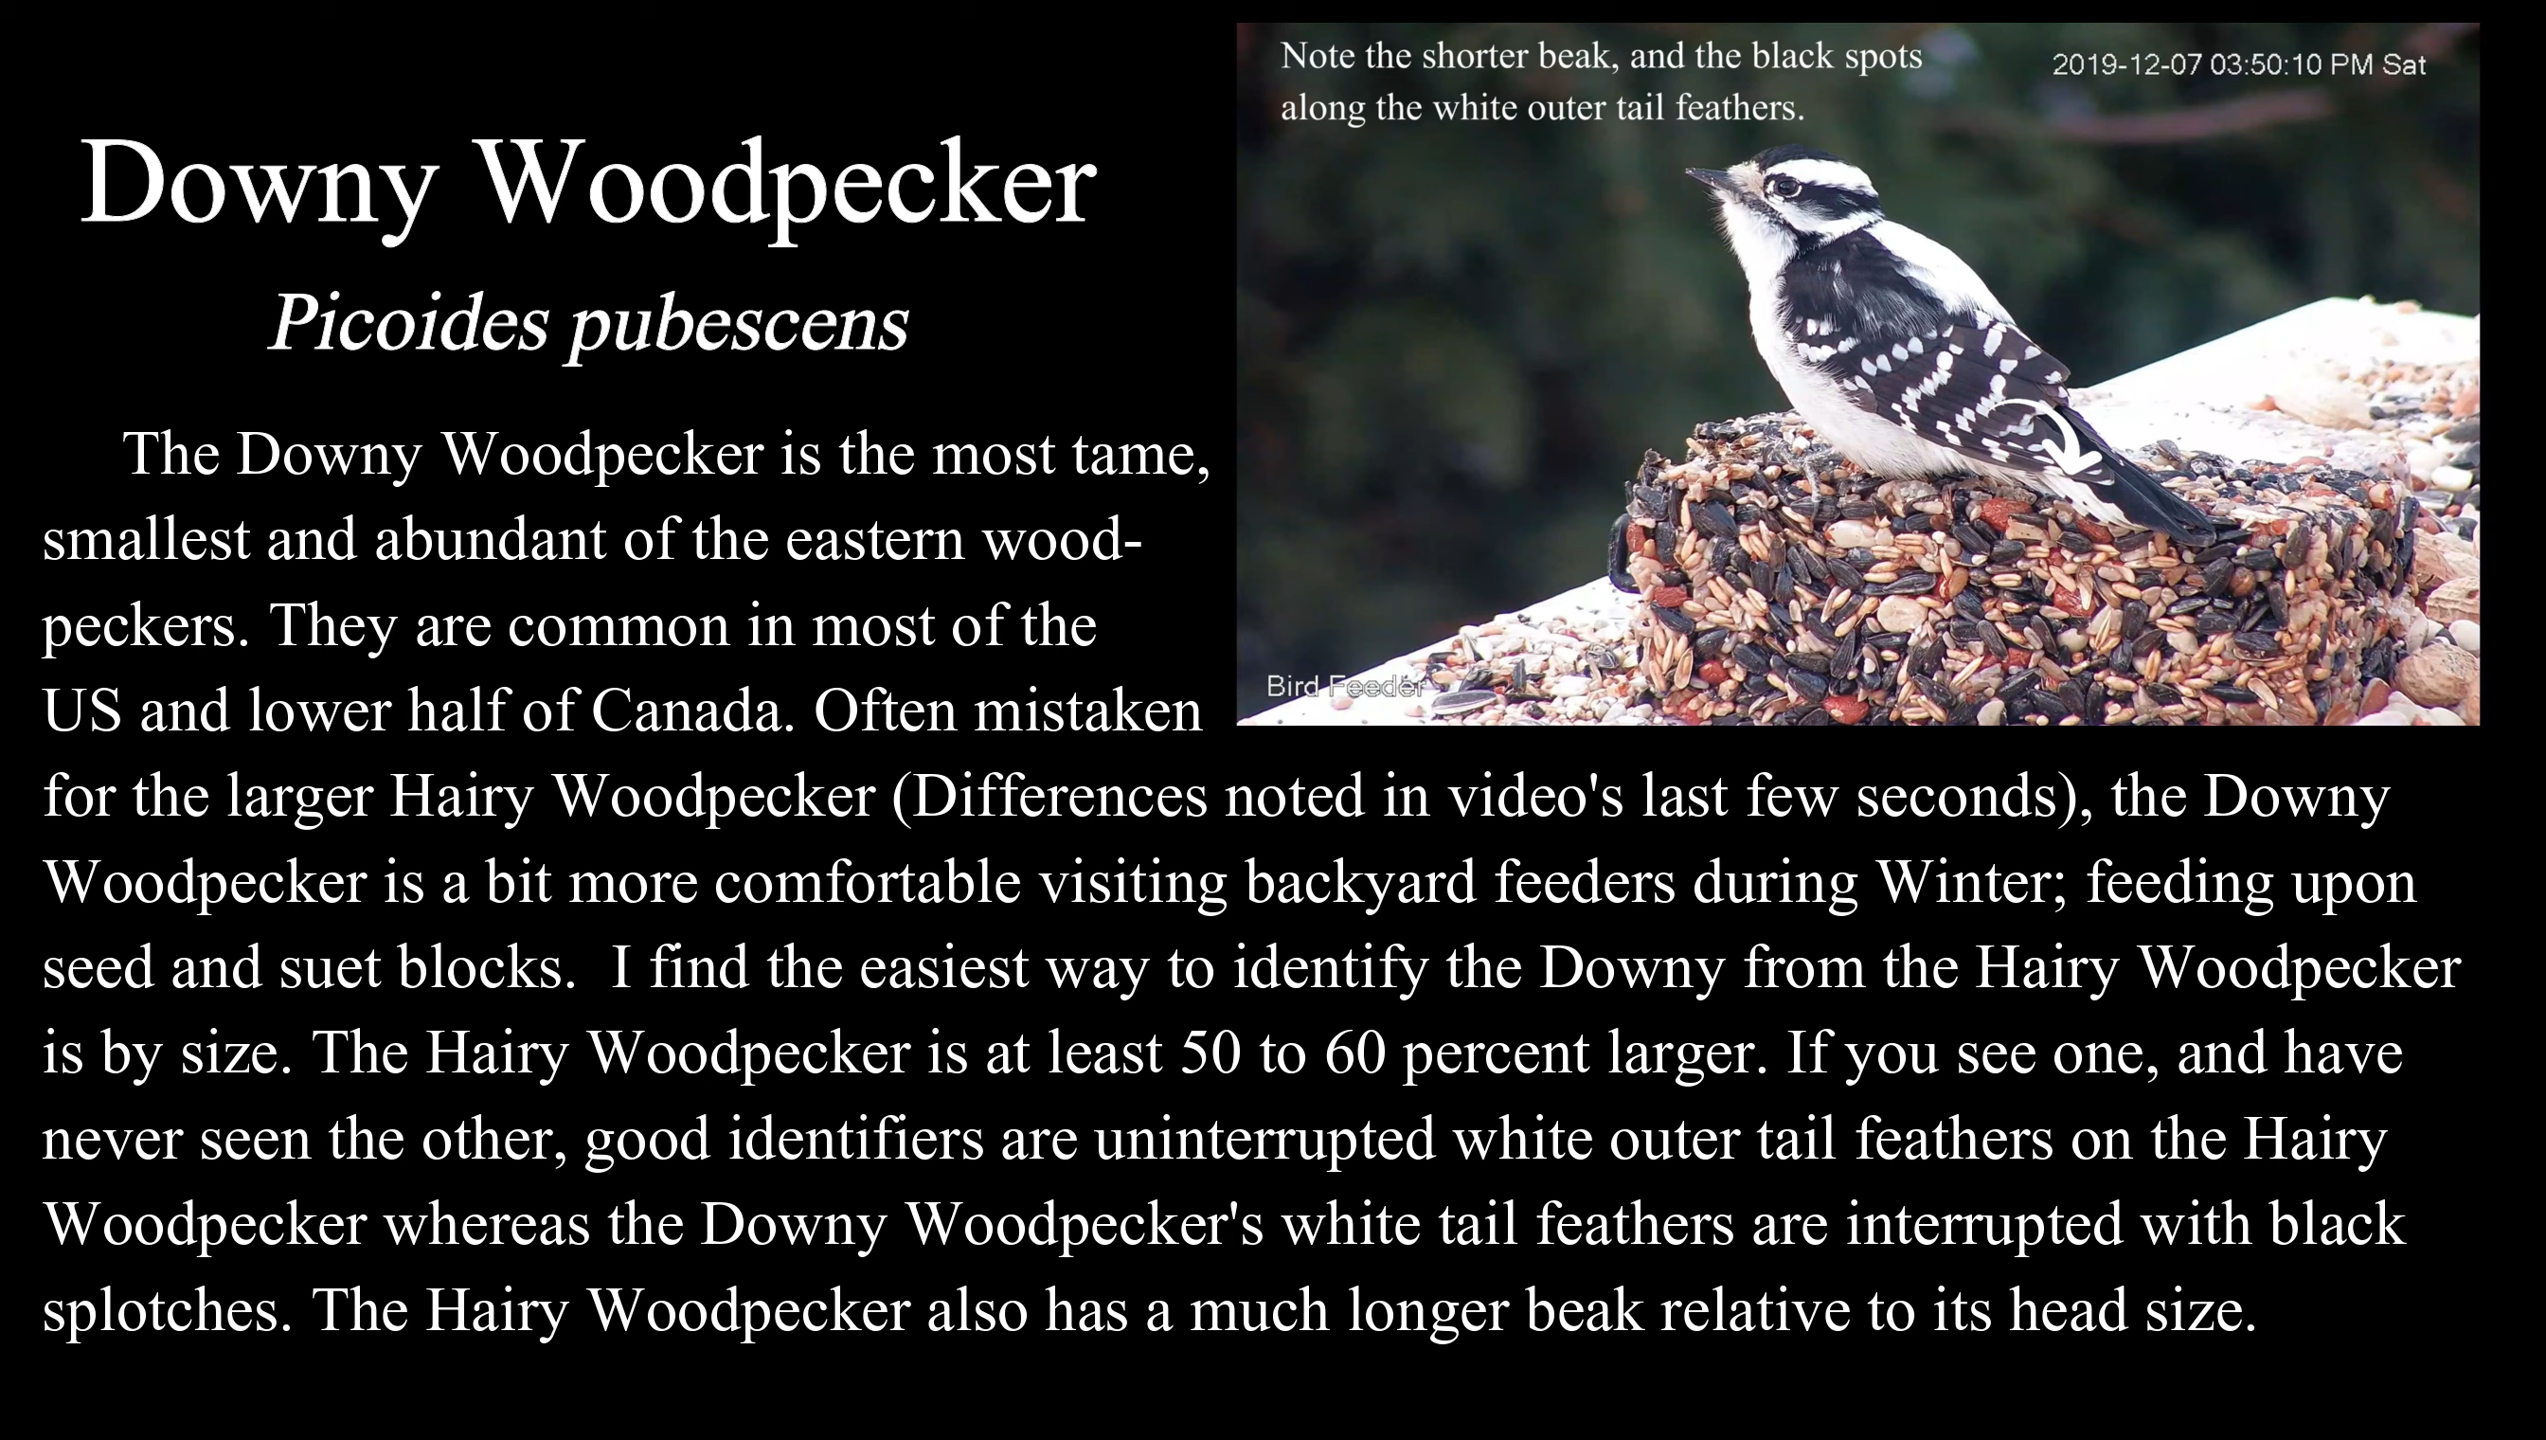 Downy Woodpecker
Picoides pubescens
Note the shorter beak, and the black spots
along the white outer tail feathers.
2019-12-07 03:50:10 PM Sat
Bird Feeder
The Downy Woodpecker is the most tame,
smallest and abundant of the eastern wood-
peckers. They are common in most of the
US and lower half of Canada. Often mistaken
for the larger Hairy Woodpecker (Differences noted in video's last few seconds), the Downy
Woodpecker is a bit more comfortable visiting backyard feeders during Winter; feeding upon
seed and suet blocks.  I find the easiest way to identify the Downy from the Hairy Woodpecker
is by size. The Hairy Woodpecker is at least 50 to 60 percent larger. If you see one, and have
never seen the other, good identifiers are uninterrupted white outer tail feathers on the Hairy
Woodpecker whereas the Downy Woodpecker's white tail feathers are interrupted with black
splotches. The Hairy Woodpecker also has a much longer beak relative to its head size.